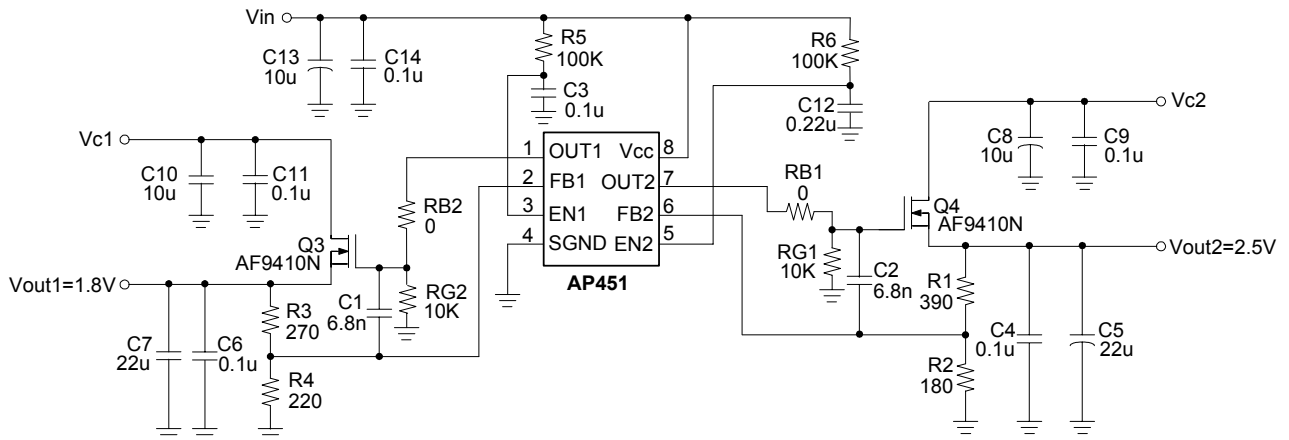 Vin
C13
10u
C14
0.1u
R5
100K
C3
0.1u
R6
100K
C12
0.22u
Vc1
C10
10u
C11
0.1u
Q3
AF9410N
Vout1=1.8V
C7
22u
C6
0.1u
R3
270
R4
220
C1
6.8n
RB2
0
RG2
10K
1 OUT1
2 FB1
3 EN1
4 SGND
Vcc 8
OUT2 7
FB2 6
EN2 5
AP451
RB1
0
RG1
10K
C2
6.8n
Q4
AF9410N
Vc2
C8
10u
C9
0.1u
Vout2=2.5V
R1
390
R2
180
C4
0.1u
C5
22u